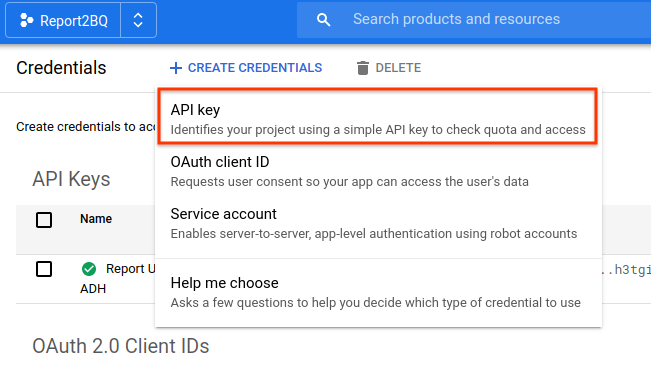 Report2BQ
Search products and resources
Credentials
CREATE CREDENTIALS
DELETE
API key
Identifies your project using a simple API key to check quota and access
Create credentials to acc
OAuth client ID
Requests user consent so your app can access the user's data
API Keys
Service account
Name
Enables server-to-server, app-level authentication using robot accounts
Report U
..h3tgi
ADH
Help me choose
Asks a few questions to help you decide which type of credential to use
OAuth 2.0 Client IDs